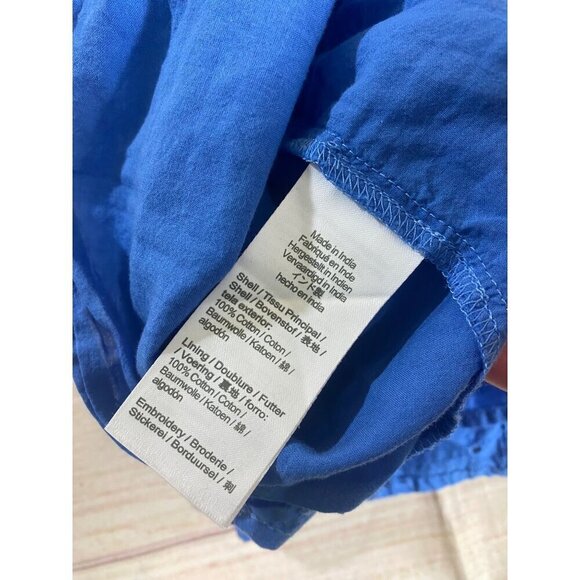 Made in India
Fabriqué en Inde
Hergestellt in Indien
Vervaardigd in India
インド製
hecho en India
Shell / Tissu Principal /
Shell / Bovenstof / 表地 /
tela exterior:
100% Cotton / Coton /
Baumwolle / Katoen / 綿 /
algodón
Lining / Doublure / Futter
/ Voering / 裏地 / forro:
100% Cotton / Coton /
Baumwolle / Katoen / 綿 /
algodón
Embroidery / Broderie /
Stickerei / Borduursel / 刺